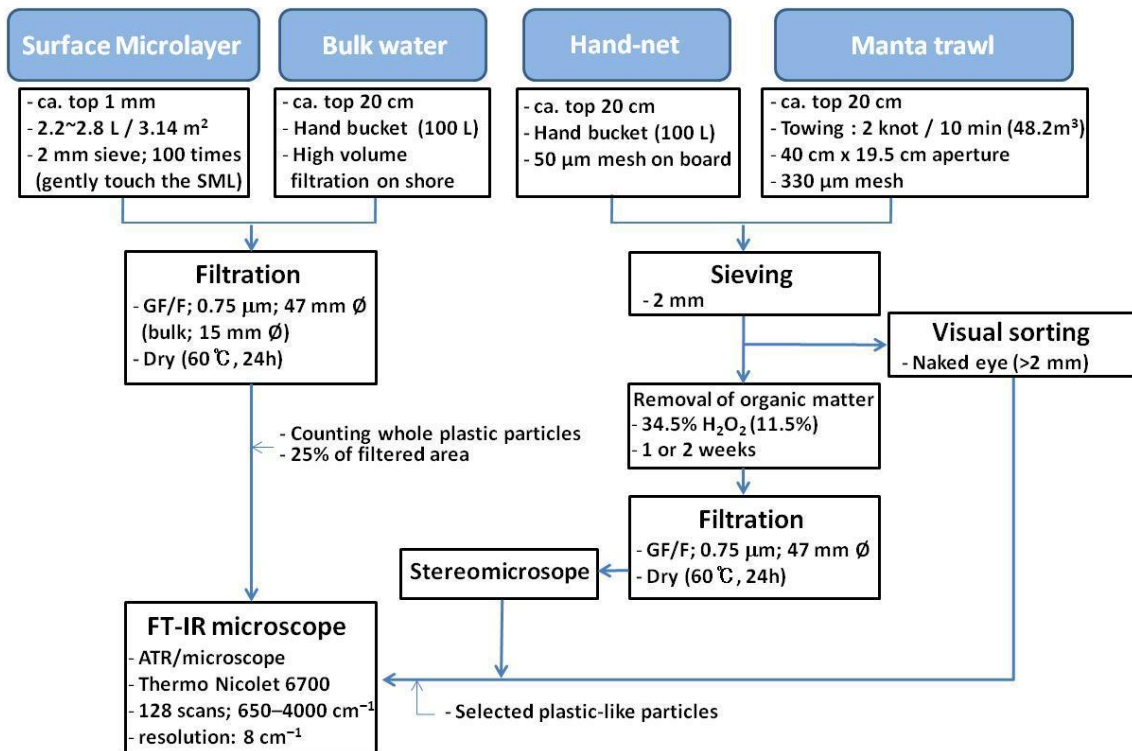 Surface Microlayer
Bulk water
Hand-net
Manta trawl
- ca. top 1 mm
- 2.2~2.8 L / 3.14 m²
- 2 mm sieve; 100 times
(gently touch the SML)
- ca. top 20 cm
- Hand bucket (100 L)
- High volume
filtration on shore
- ca. top 20 cm
- Hand bucket (100 L)
- 50 μm mesh on board
- ca. top 20 cm
- Towing : 2 knot / 10 min (48.2m³)
- 40 cm x 19.5 cm aperture
- 330 μm mesh
Filtration
- GF/F; 0.75 μm; 47 mm Ø
(bulk; 15 mm Ø)
- Dry (60℃, 24h)
Sieving
- 2 mm
Visual sorting
- Naked eye (>2 mm)
Removal of organic matter
- 34.5% H₂O₂ (11.5%)
- 1 or 2 weeks
- Counting whole plastic particles
- 25% of filtered area
Filtration
- GF/F; 0.75 μm; 47 mm Ø
- Dry (60℃, 24h)
Stereomicrosope
FT-IR microscope
- ATR/microscope
- Thermo Nicolet 6700
- 128 scans; 650–4000 cm⁻¹
- resolution: 8 cm⁻¹
- Selected plastic-like particles